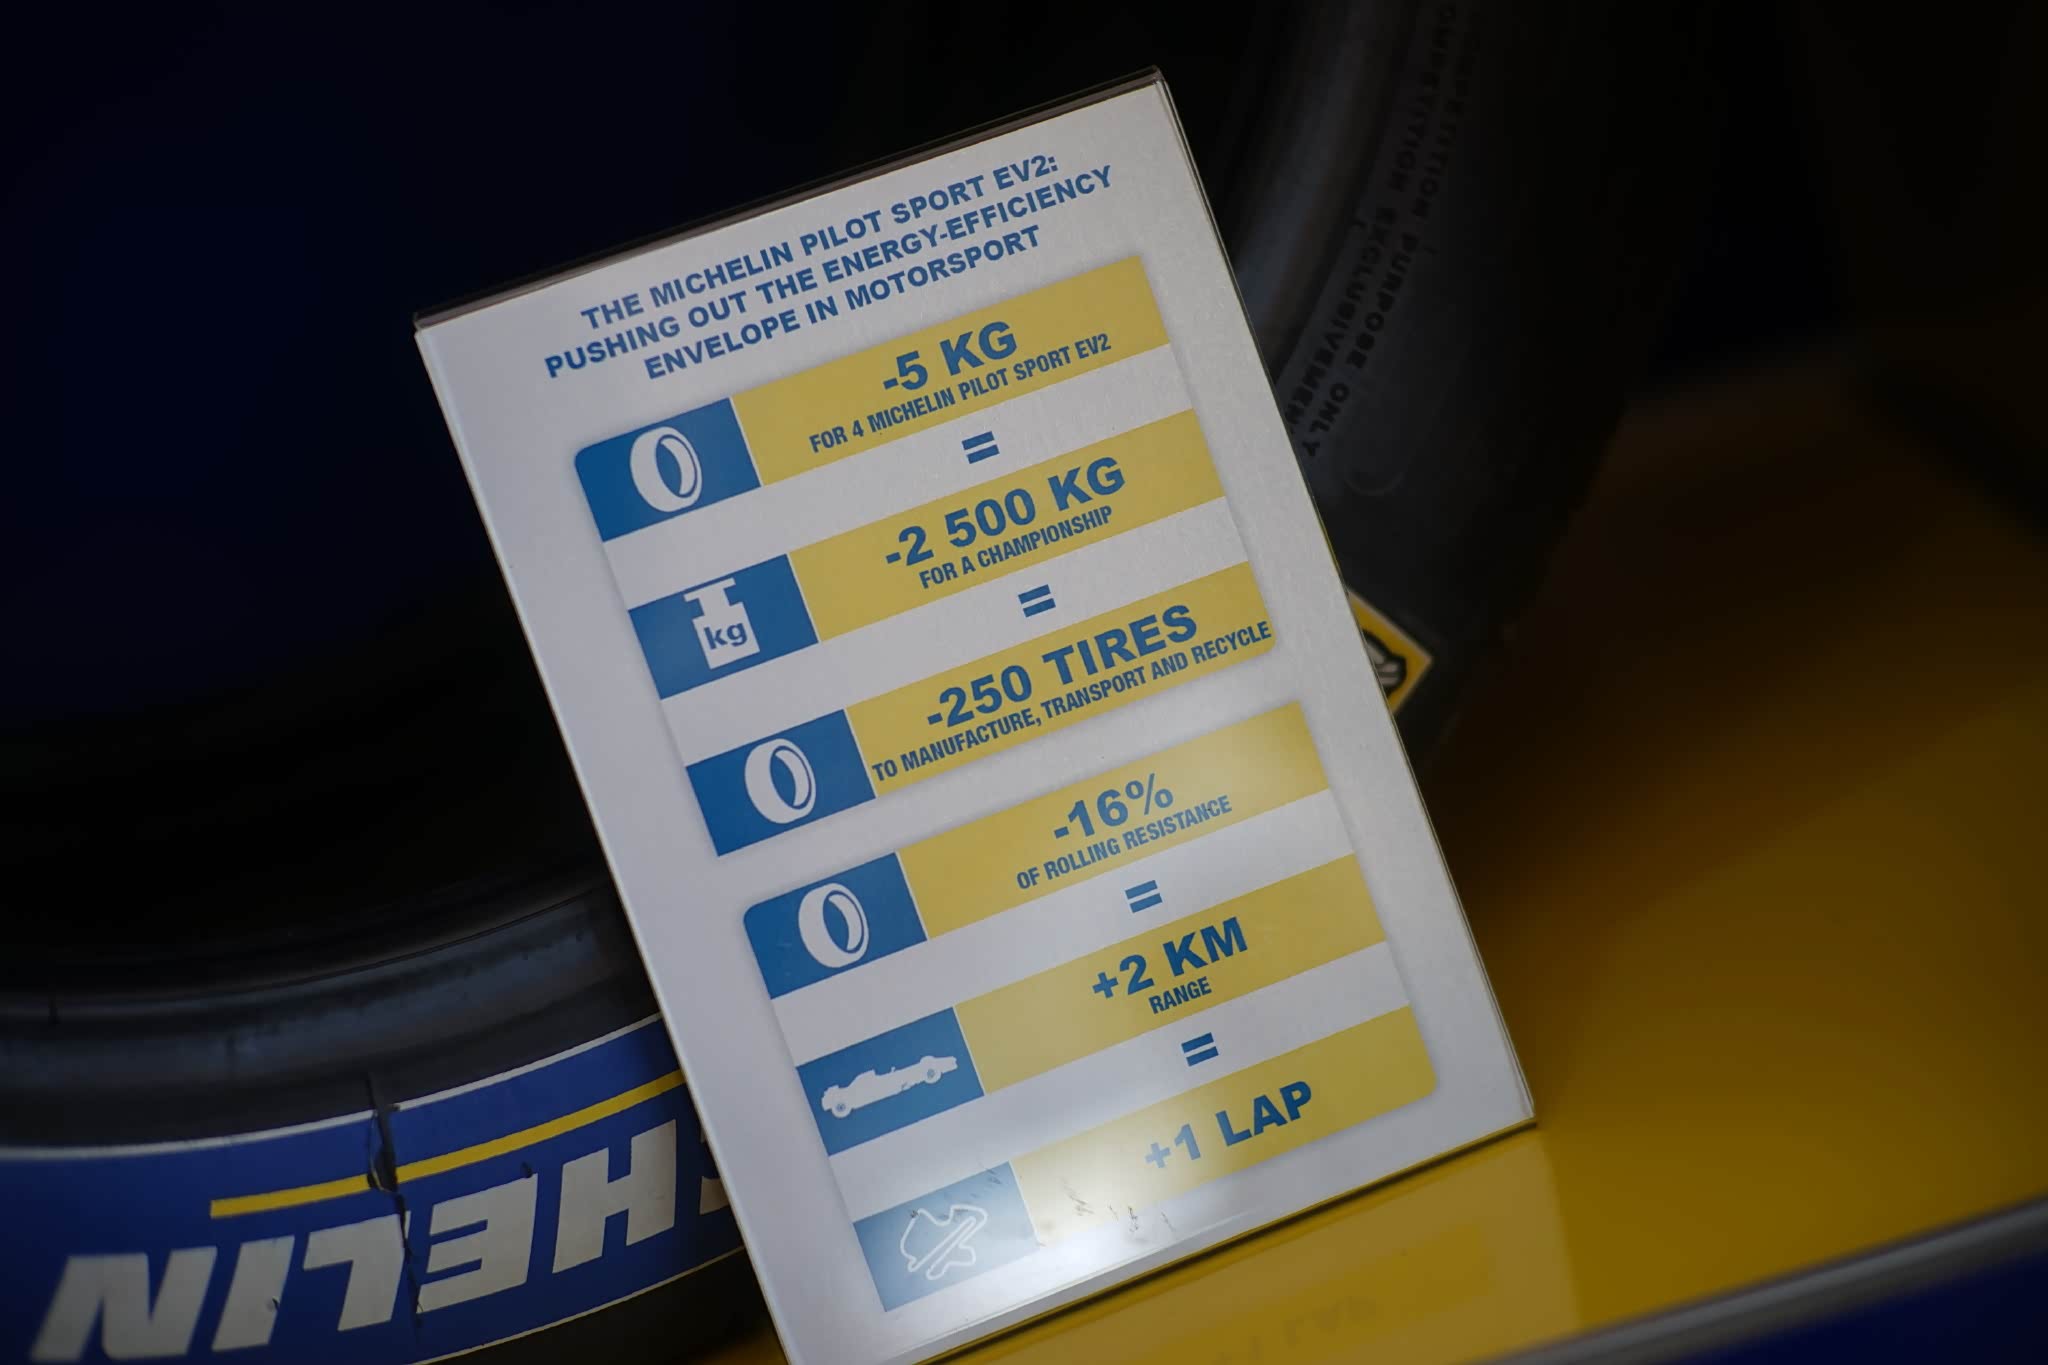 THE MICHELIN PILOT SPORT EV2:
PUSHING OUT THE ENERGY-EFFICIENCY
ENVELOPE IN MOTORSPORT
-5 KG
FOR 4 MICHELIN PILOT SPORT EV2
=
kg
-2 500 KG
FOR A CHAMPIONSHIP
=
-250 TIRES
TO MANUFACTURE, TRANSPORT AND RECYCLE
-16%
OF ROLLING RESISTANCE
=
+2 KM
RANGE
=
+1 LAP
PURPOSE ONLY
HELIN